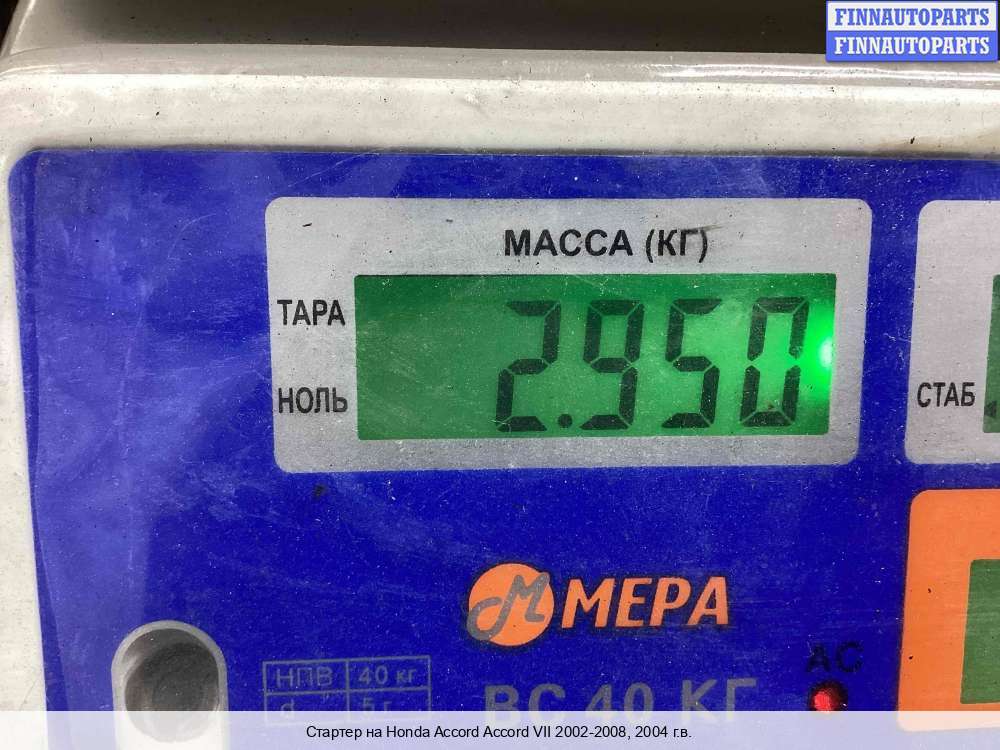 FINNAUTOPARTS
FINNAUTOPARTS
МАССА (КГ)
ТАРА
2.950
НОЛЬ
СТАБ
М МЕРА
АС
НПВ 40 кг
d 5 г
ВС 40 КГ
Стартер на Honda Accord Accord VII 2002-2008, 2004 г.в.